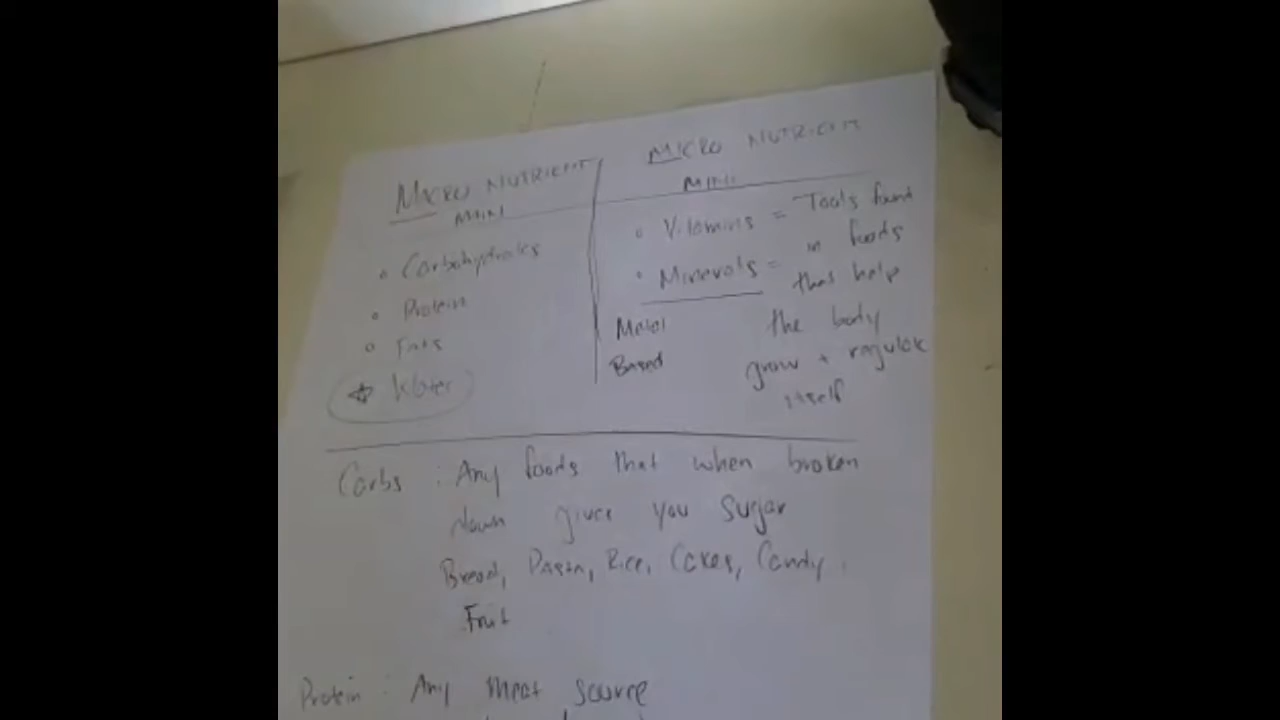 MACRO NUTRIENT
MAIN
• Carbohydrates
• Protein
• Fats
☆ Water
MICRO NUTRIENT
MINI
• Vitamins = Tools found
in foods
• Minerals = that help
Metal the body
Based grow + regulate
itself
Carbs : Any foods that when broken
down gives you Sugar
Bread, Pasta, Rice, Cakes, Candy,
Fruit
Protein : Any meat source